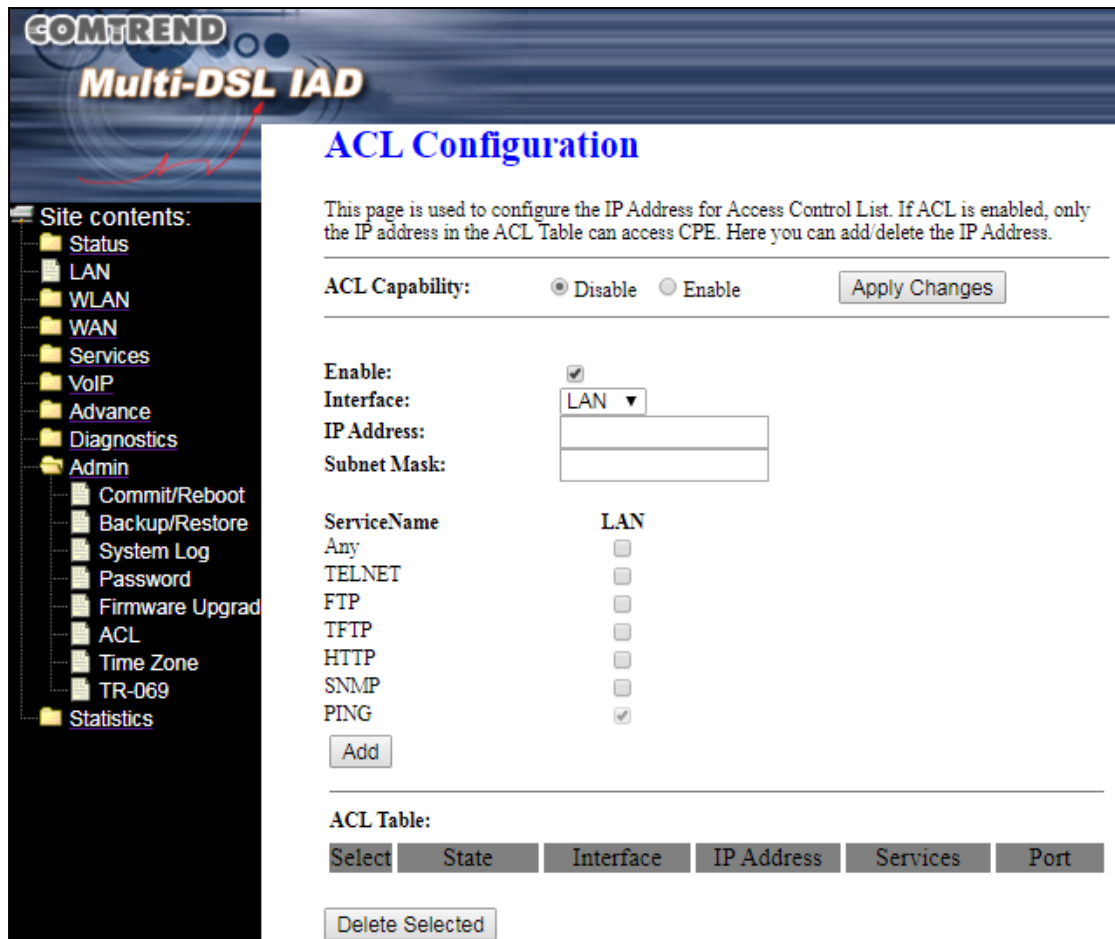 COMTREND
Multi-DSL IAD
Site contents:
Status
LAN
WLAN
WAN
Services
VoIP
Advance
Diagnostics
Admin
Commit/Reboot
Backup/Restore
System Log
Password
Firmware Upgrad
ACL
Time Zone
TR-069
Statistics
ACL Configuration
This page is used to configure the IP Address for Access Control List. If ACL is enabled, only
the IP address in the ACL Table can access CPE. Here you can add/delete the IP Address.
ACL Capability: Disable Enable Apply Changes
Enable:
Interface: LAN
IP Address:
Subnet Mask:
ServiceName LAN
Any
TELNET
FTP
TFTP
HTTP
SNMP
PING
Add
ACL Table:
Select State Interface IP Address Services Port
Delete Selected